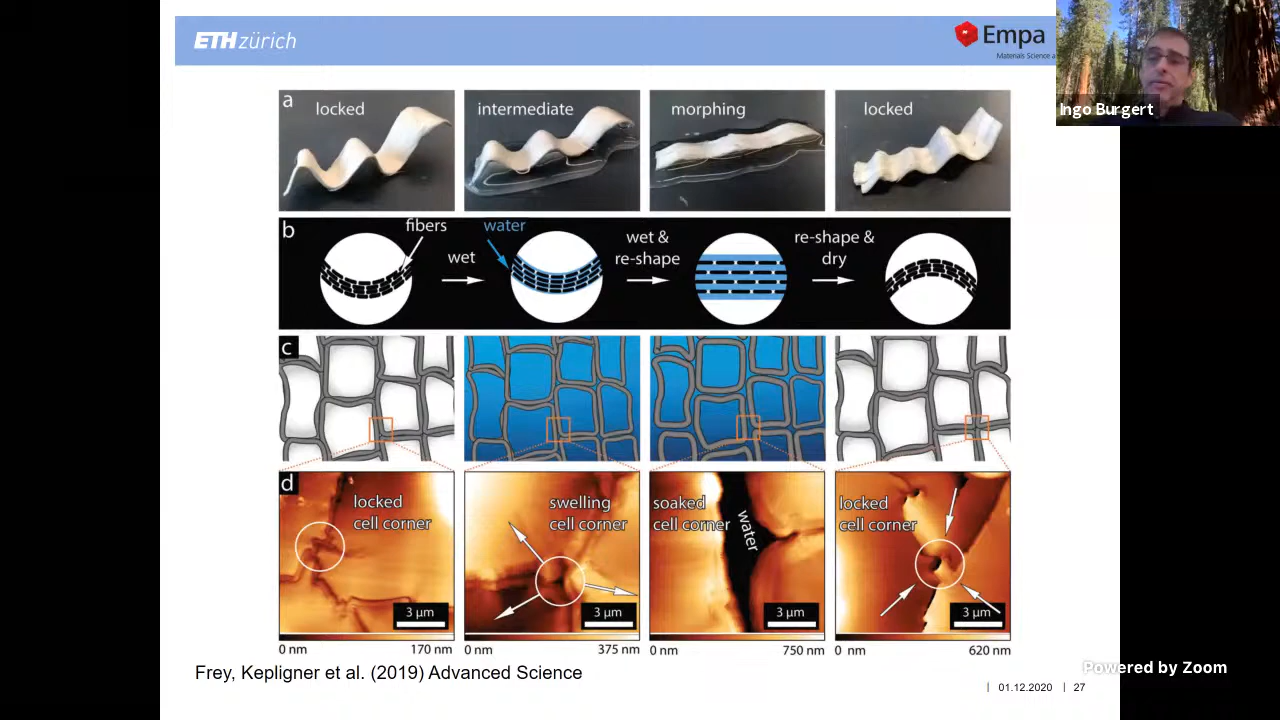 ETH zürich
Empa
Materials Science a
Ingo Burgert
a
locked
intermediate
morphing
locked
b
fibers
water
wet
wet &
re-shape
re-shape &
dry
c
d
locked
cell corner
swelling
cell corner
soaked
cell corner
water
locked
cell corner
3 µm
3 µm
3 µm
3 µm
0 nm
170 nm
0 nm
375 nm
0 nm
750 nm
0 nm
620 nm
Frey, Kepligner et al. (2019) Advanced Science
Powered by Zoom
| 01.12.2020 | 27